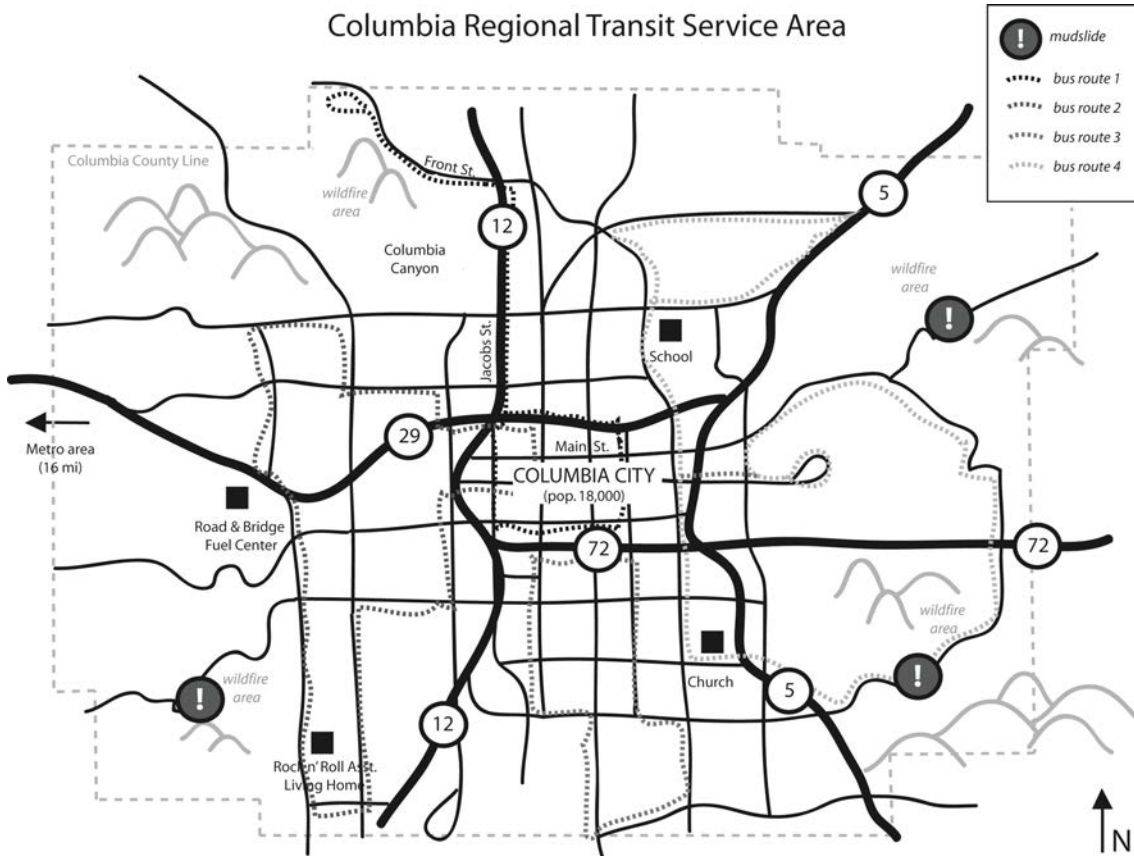 Columbia Regional Transit Service Area
!
mudslide
bus route 1
bus route 2
bus route 3
bus route 4
Columbia County Line
Front St.
wildfire
area
5
12
Columbia
Canyon
wildfire
area
!
Jacobs St.
School
Metro area
(16 mi)
29
Main St.
COLUMBIA CITY
(pop. 18,000)
Road & Bridge
Fuel Center
72
72
wildfire
area
Church
!
wildfire
area
!
5
12
Rock n' Roll Asst.
Living Home
N